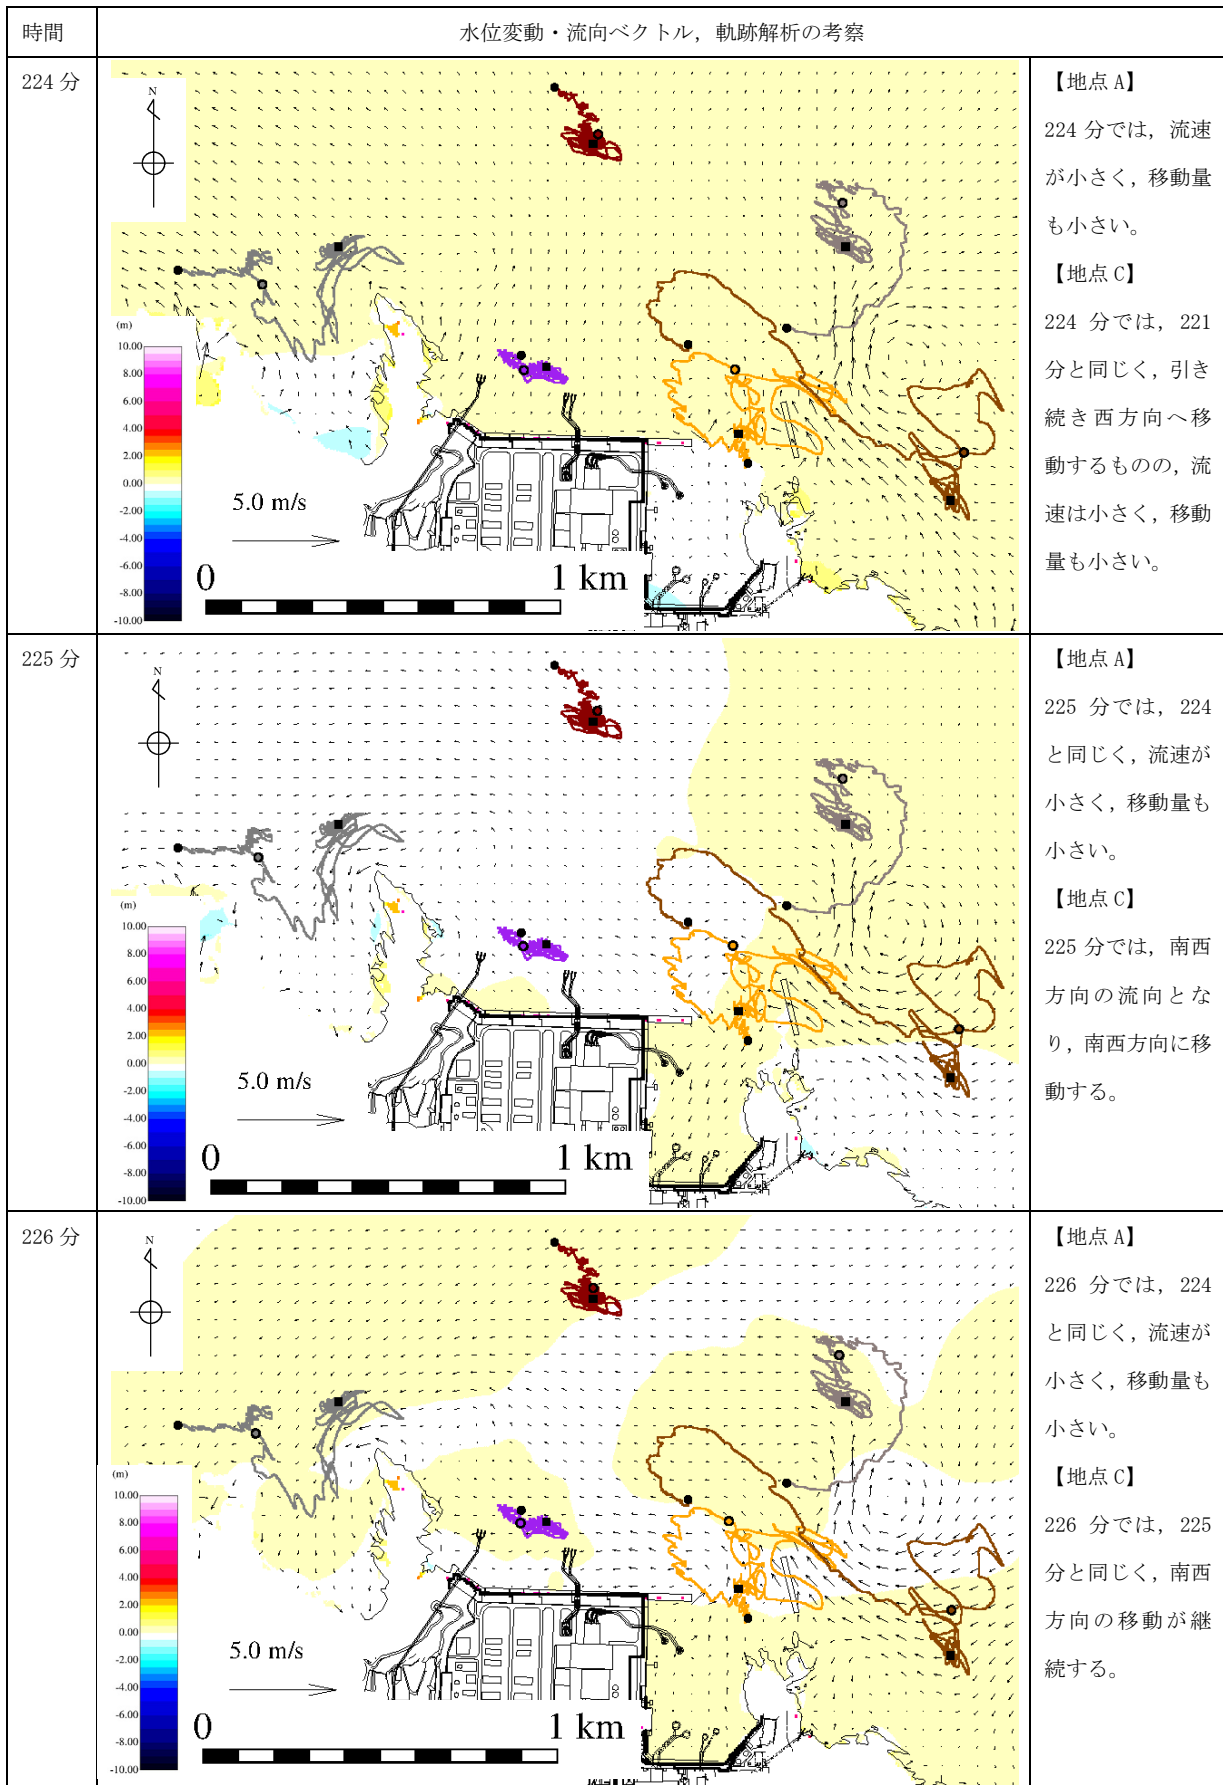 時間
水位変動・流向ベクトル，軌跡解析の考察
224 分
N
(m)
10.00
8.00
6.00
4.00
2.00
0.00
-2.00
-4.00
-6.00
-8.00
-10.00
5.0 m/s
0
1 km
【地点 A】
224 分では，流速
が小さく，移動量
も小さい。
【地点 C】
224 分では，221
分と同じく，引き
続き西方向へ移
動するものの，流
速は小さく，移動
量も小さい。
225 分
N
(m)
10.00
8.00
6.00
4.00
2.00
0.00
-2.00
-4.00
-6.00
-8.00
-10.00
5.0 m/s
0
1 km
【地点 A】
225 分では，224
と同じく，流速が
小さく，移動量も
小さい。
【地点 C】
225 分では，南西
方向の流向とな
り，南西方向に移
動する。
226 分
N
(m)
10.00
8.00
6.00
4.00
2.00
0.00
-2.00
-4.00
-6.00
-8.00
-10.00
5.0 m/s
0
1 km
【地点 A】
226 分では，224
と同じく，流速が
小さく，移動量も
小さい。
【地点 C】
226 分では，225
分と同じく，南西
方向の移動が継
続する。